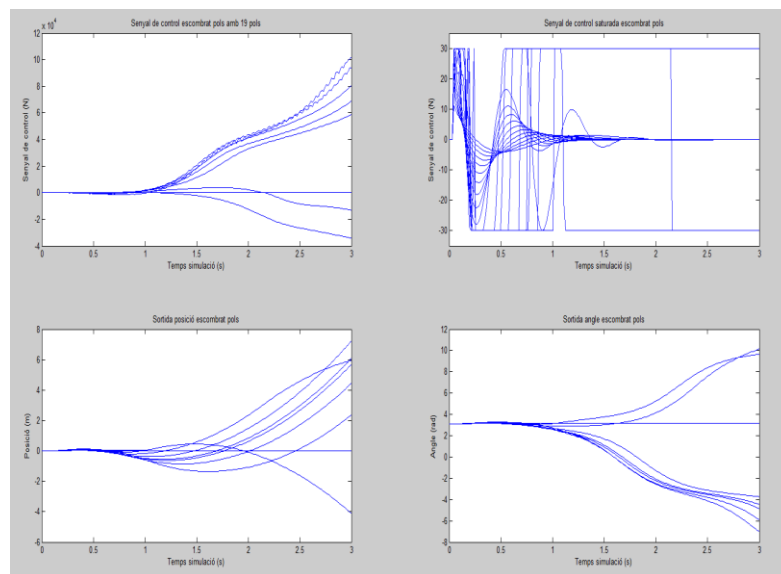 Senyal de control escombrat pols amb 19 pols
x 10⁴
Senyal de control (N)
12
10
8
6
4
2
0
-2
-4
0 0.5 1 1.5 2 2.5 3
Temps simulació (s)
Senyal de control saturada escombrat pols
Senyal de control (N)
30
20
10
0
-10
-20
-30
0 0.5 1 1.5 2 2.5 3
Temps simulació (s)
Sortida posició escombrat pols
Posició (m)
8
6
4
2
0
-2
-4
-6
0 0.5 1 1.5 2 2.5 3
Temps simulació (s)
Sortida angle escombrat pols
Angle (rad)
12
10
8
6
4
2
0
-2
-4
-6
-8
0 0.5 1 1.5 2 2.5 3
Temps simulació (s)